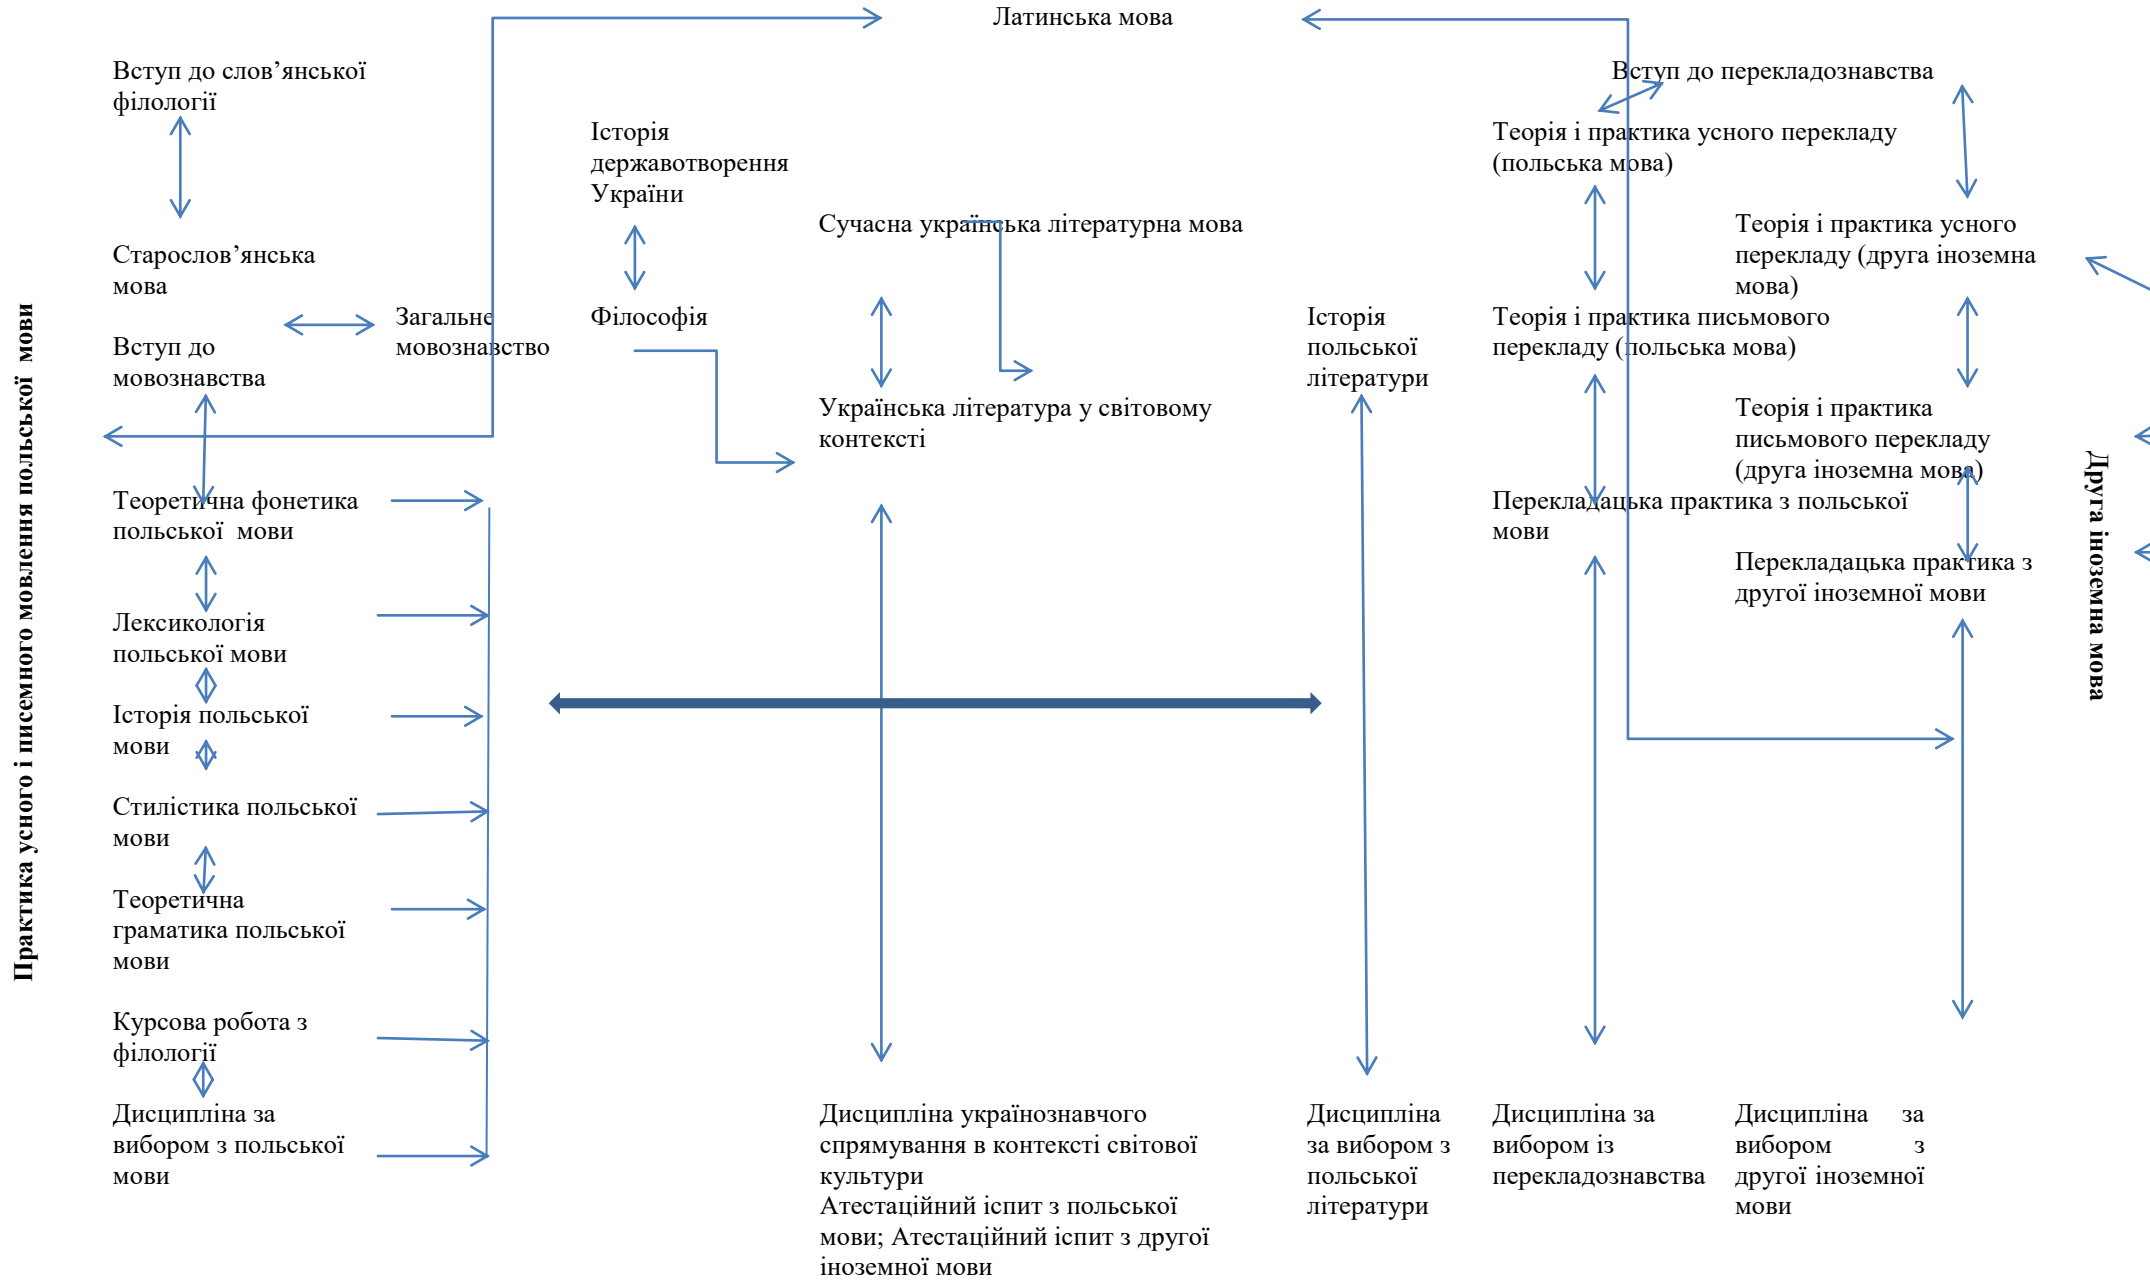 Латинська мова
Вступ до слов’янської
філології
Вступ до перекладознавства
Історія
державотворення
України
Теорія і практика усного перекладу
(польська мова)
Сучасна українська літературна мова
Теорія і практика усного
перекладу (друга іноземна
мова)
Старослов’янська
мова
Загальне
мовознавство
Філософія
Історія
польської
літератури
Теорія і практика письмового
перекладу (польська мова)
Вступ до
мовознавства
Українська література у світовому
контексті
Теорія і практика
письмового перекладу
(друга іноземна мова)
Практика усного і писемного мовлення польської  мови
Друга іноземна мова
Теоретична фонетика
польської  мови
Перекладацька практика з польської
мови
Перекладацька практика з
другої іноземної мови
Лексикологія
польської мови
Історія польської
мови
Стилістика польської
мови
Теоретична
граматика польської
мови
Курсова робота з
філології
Дисципліна за
вибором з польської
мови
Дисципліна українознавчого
спрямування в контексті світової
культури
Атестаційний іспит з польської
мови; Атестаційний іспит з другої
іноземної мови
Дисципліна
за вибором з
польської
літератури
Дисципліна за
вибором із
перекладознавства
Дисципліна за
вибором з
другої іноземної
мови